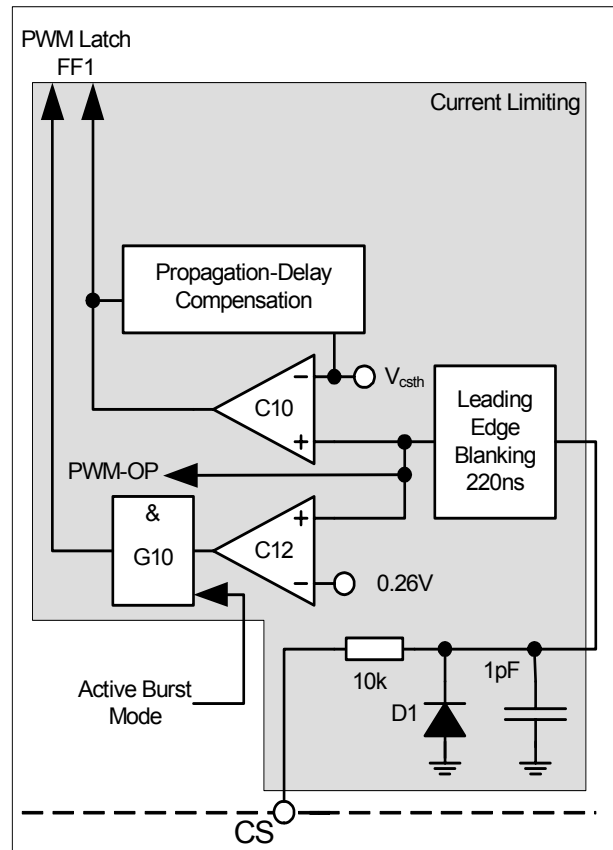 PWM Latch
FF1
Current Limiting
Propagation-Delay
Compensation
−
V_csth
C10
+
Leading
Edge
Blanking
220ns
PWM-OP
&
G10
+
C12
−
0.26V
10k
1pF
Active Burst
Mode
D1
CS